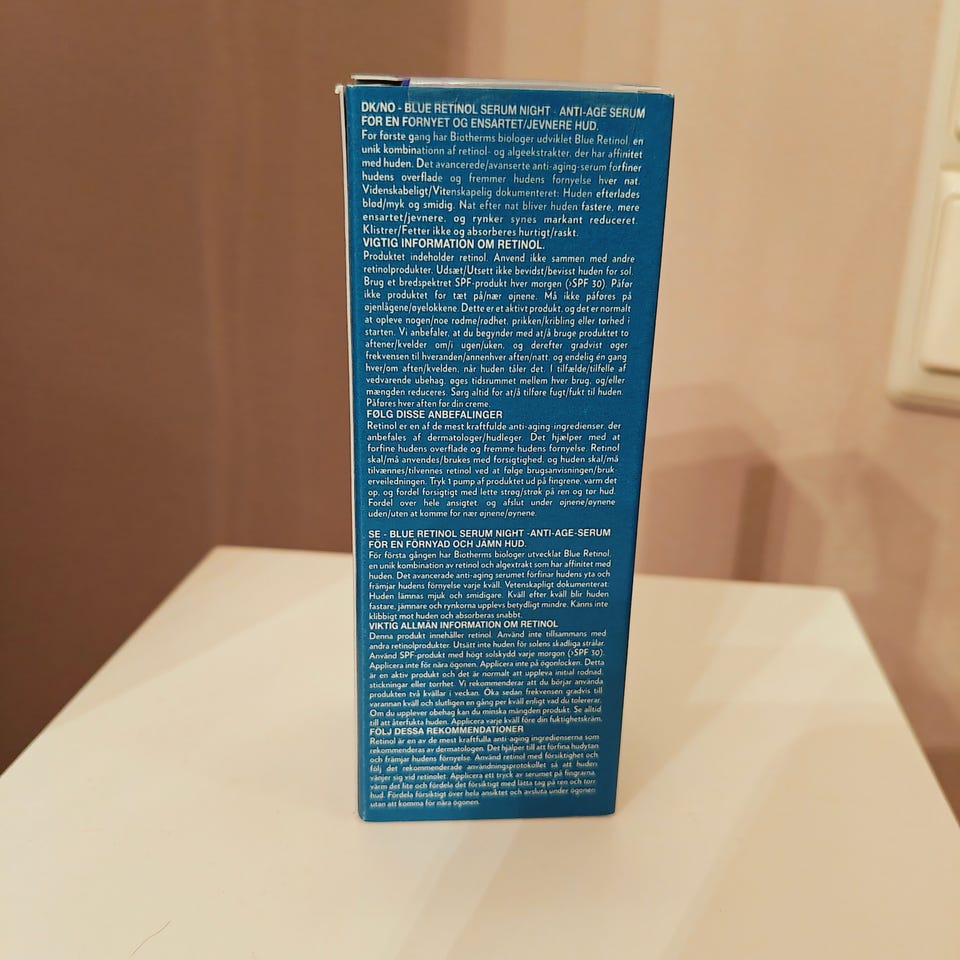 DK/NO - BLUE RETINOL SERUM NIGHT - ANTI-AGE SERUM
FOR EN FORNYET OG ENSARTET/JEVNERE HUD.
For første gang har Biotherms biologer udviklet Blue Retinol, en
unik kombinationn af retinol- og algeekstrakter, der har affinitet
med huden. Det avancerede/avanserte anti-aging-serum forfiner
hudens overflade og fremmer hudens fornyelse hver nat.
Videnskabeligt/Vitenskapelig dokumenteret: Huden efterlades
blød/myk og smidig. Nat efter nat bliver huden fastere, mere
ensartet/jevnere, og rynker synes markant reduceret.
Klistrer/Fetter ikke og absorberes hurtigt/raskt.
VIGTIG INFORMATION OM RETINOL.
Produktet indeholder retinol. Anvend ikke sammen med andre
retinolprodukter. Udsæt/Utsett ikke bevidst/bevisst huden for sol.
Brug et bredspektret SPF-produkt hver morgen (>SPF 30). Påfør
ikke produktet for tæt på/nær øjnene. Må ikke påføres på
øjenlågene/øyelokkene. Dette er et aktivt produkt, og det er normalt
at opleve nogen/noe rødme/rødhet, prikken/kribling eller tørhed i
starten. Vi anbefaler, at du begynder med at/å bruge produktet to
aftener/kvelder om/i ugen/uken, og derefter gradvist øger
frekvensen til hveranden/annenhver aften/natt, og endelig én gang
hver/om aften/kvelden, når huden tåler det. I tilfælde/tilfelle af
vedvarende ubehag, øges tidsrummet mellem hver brug, og/eller
mængden reduceres. Sørg altid for at/å tilføre fugt/fukt til huden.
Påføres hver aften før din creme.
FØLG DISSE ANBEFALINGER
Retinol er en af de mest kraftfulde anti-aging-ingredienser, der
anbefales af dermatologer/hudleger. Det hjælper med at
forfine hudens overflade og fremme hudens fornyelse. Retinol
skal/må anvendes/brukes med forsigtighed, og huden skal/må
tilvænnes/tilvennes retinol ved at følge brugsanvisningen/bruk-
erveiledningen. Tryk 1 pump af produktet ud på fingrene, varm det
op, og fordel forsigtigt med lette strøg/strøk på ren og tør hud.
Fordel over hele ansigtet, og afslut under øjnene/øynene
uden/uten at komme for nær øjnene/øynene.
SE - BLUE RETINOL SERUM NIGHT -ANTI-AGE-SERUM
FÖR EN FÖRNYAD OCH JÄMN HUD.
För första gången har Biotherms biologer utvecklat Blue Retinol,
en unik kombination av retinol och algextrakt som har affinitet med
huden. Det avancerade anti-aging serumet förfinar hudens yta och
främjar hudens förnyelse varje kväll. Vetenskapligt dokumenterat:
Huden lämnas mjuk och smidigare. Kväll efter kväll blir huden
fastare, jämnare och rynkorna upplevs betydligt mindre. Känns inte
klibbigt mot huden och absorberas snabbt.
VIKTIG ALLMÄN INFORMATION OM RETINOL
Denna produkt innehåller retinol. Använd inte tillsammans med
andra retinolprodukter. Utsätt inte huden för solens skadliga strålar.
Använd SPF-produkt med högt solskydd varje morgon (>SPF 30).
Applicera inte för nära ögonen. Applicera inte på ögonlocken. Detta
är en aktiv produkt och det är normalt att uppleva initial rodnad,
stickningar eller torrhet. Vi rekommenderar att du börjar använda
produkten två kvällar i veckan. Öka sedan frekvensen gradvis till
varannan kväll och slutligen en gång per kväll enligt vad du tolererar.
Om du upplever obehag kan du minska mängden produkt. Se alltid
till att återfukta huden. Applicera varje kväll före din fuktighetskräm.
FÖLJ DESSA REKOMMENDATIONER
Retinol är en av de mest kraftfulla anti-aging ingredienserna som
rekommenderas av dermatologen. Det hjälper till att förfina hudytan
och främjar hudens förnyelse. Använd retinol med försiktighet och
följ det rekommenderade användningsprotokollet så att huden
vänjer sig vid retinolet. Applicera ett tryck av serumet på fingrarna,
värm det lite och fördela det försiktigt med lätta tag på ren och torr
hud. Fördela försiktigt över hela ansiktet och avsluta under ögonen
utan att komma för nära ögonen.